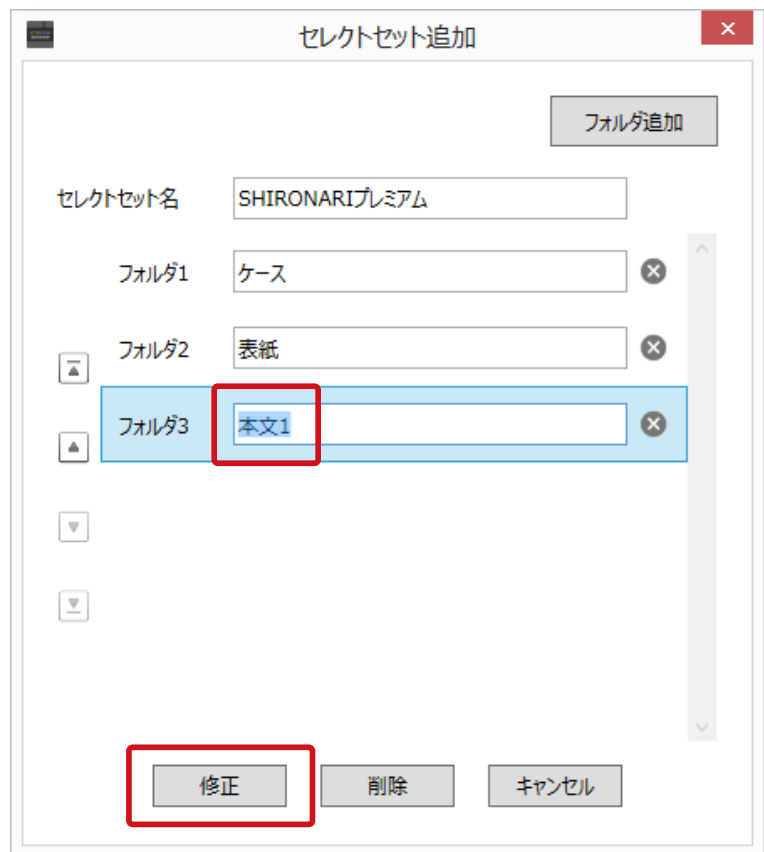 セレクトセット追加
フォルダ追加
セレクトセット名 SHIRONARIプレミアム
フォルダ1 ケース
フォルダ2 表紙
フォルダ3 本文1
修正 削除 キャンセル